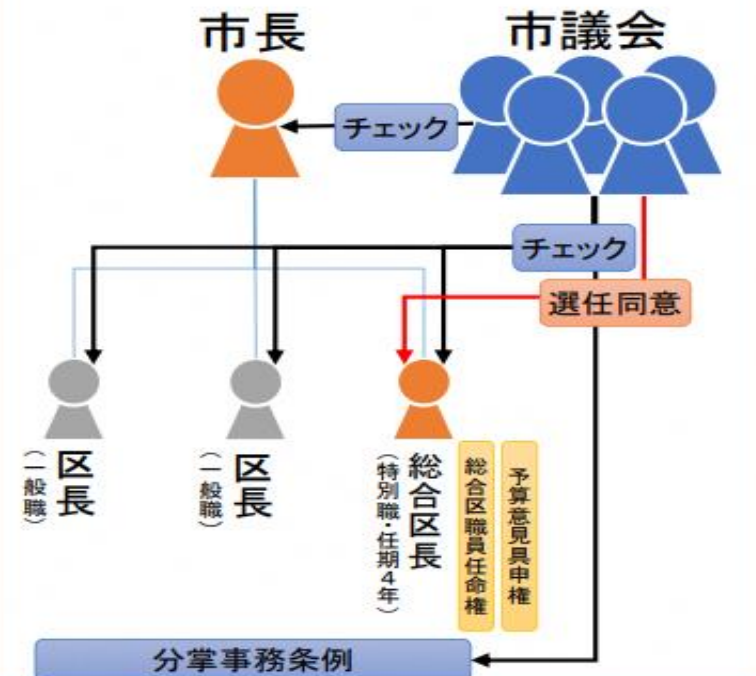 市長
市議会
チェック
チェック
選任同意
区長
(一般職)
区長
(一般職)
総合区長
(特別職・任期4年)
総合区職員任命権
予算意見具申権
分掌事務条例